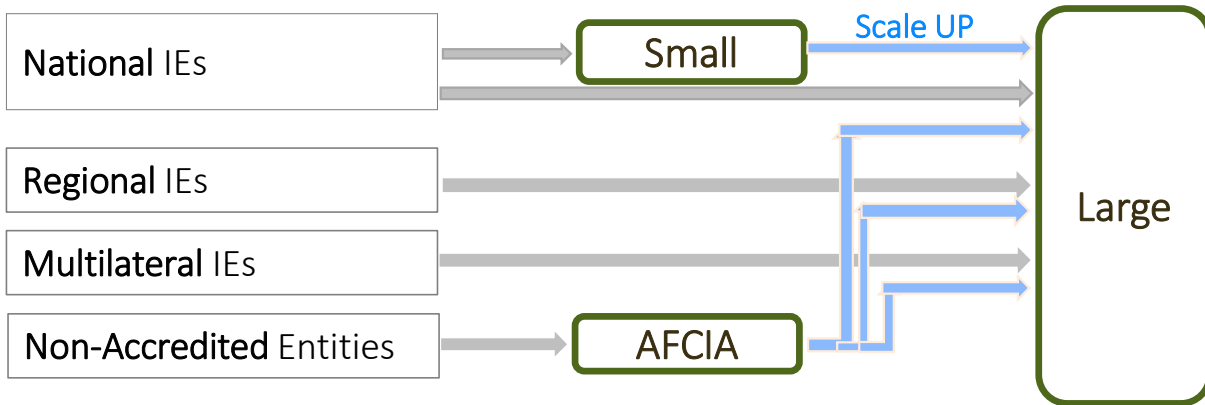 Scale UP
National IEs
Small
Regional IEs
Large
Multilateral IEs
Non-Accredited Entities
AFCIA